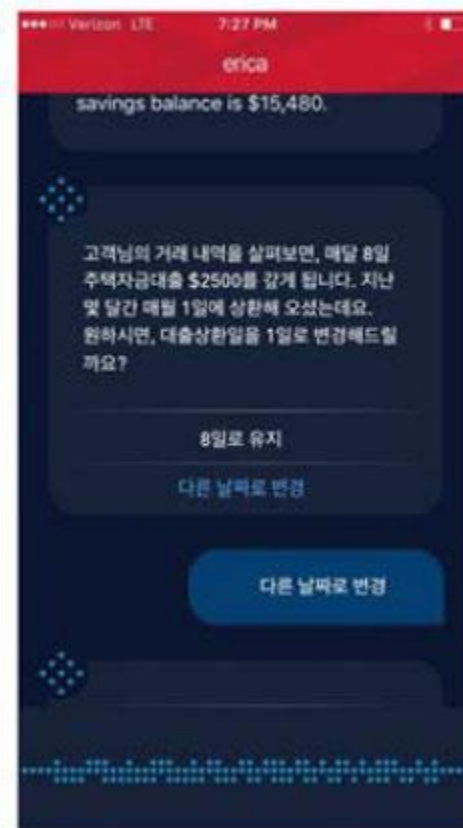 Verizon LTE 7:27 PM
erica
savings balance is $15,480.
고객님의 거래 내역을 살펴보면, 매달 8일
주택자금대출 $2500를 갚게 됩니다. 지난
몇 달간 매월 1일에 상환해 오셨는데요.
원하시면, 대출상환일을 1일로 변경해드릴
까요?
8일로 유지
다른 날짜로 변경
다른 날짜로 변경